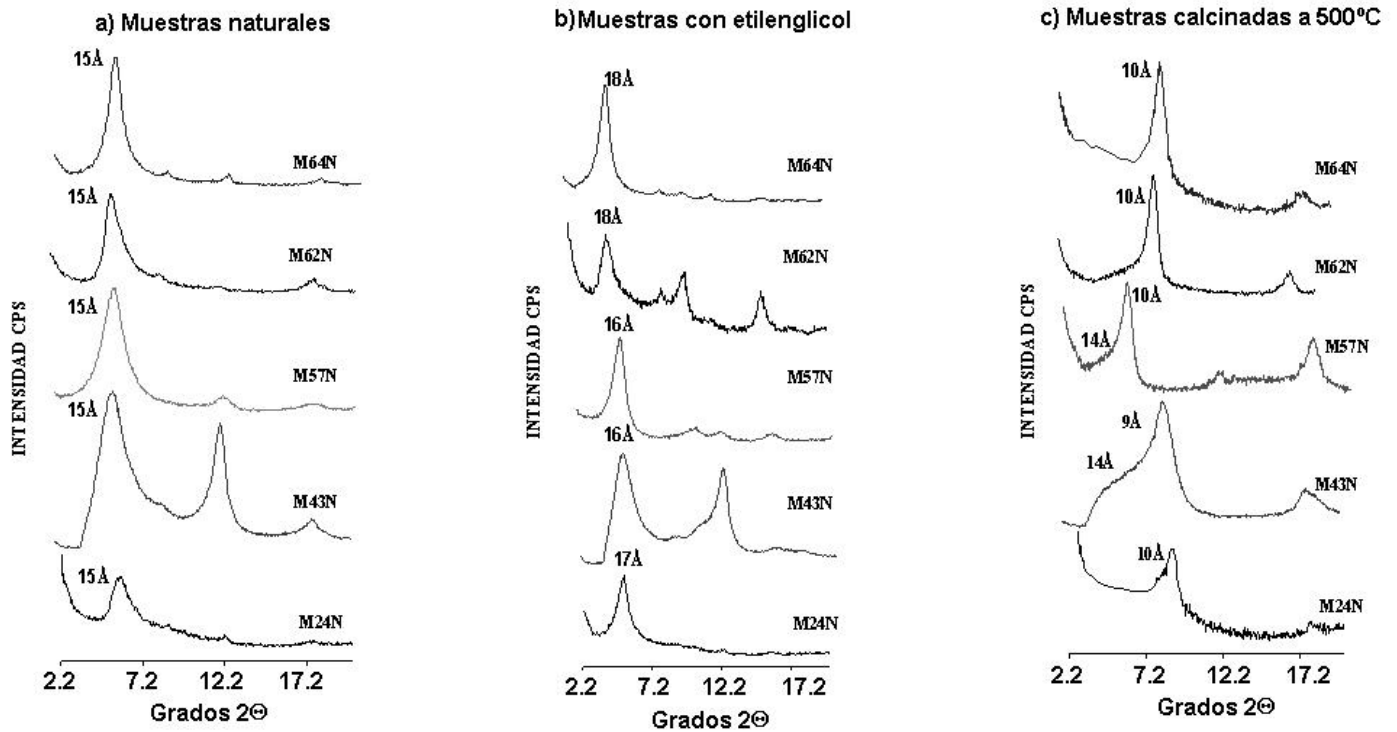 a) Muestras naturales
15Å
M64N
15Å
M62N
15Å
M57N
15Å
M43N
15Å
M24N
INTENSIDAD CPS
2.2 7.2 12.2 17.2
Grados 2Θ
b)Muestras con etilenglicol
18Å
M64N
18Å
M62N
16Å
M57N
16Å
M43N
17Å
M24N
INTENSIDAD CPS
2.2 7.2 12.2 17.2
Grados 2Θ
c) Muestras calcinadas a 500ºC
10Å
M64N
10Å
M62N
10Å
14Å
M57N
9Å
14Å
M43N
10Å
M24N
INTENSIDAD CPS
2.2 7.2 12.2 17.2
Grados 2Θ